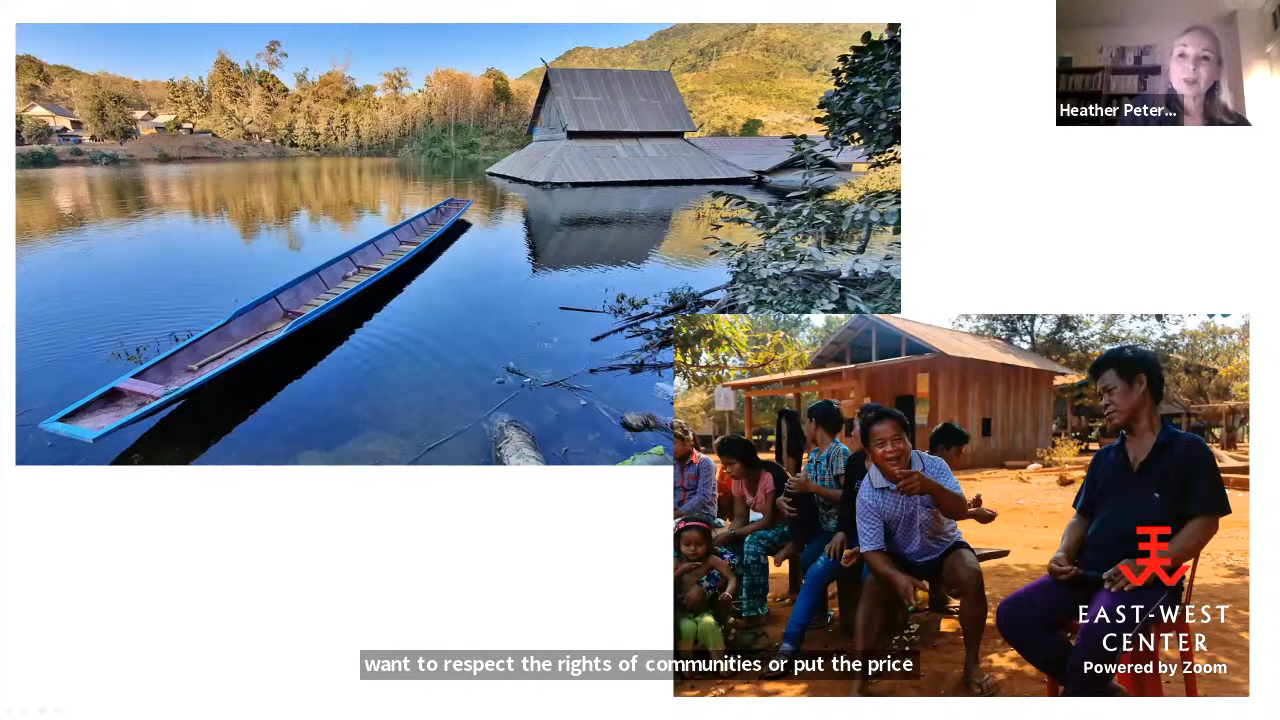 Heather Peter...
want to respect the rights of communities or put the price
EAST-WEST
CENTER
Powered by Zoom